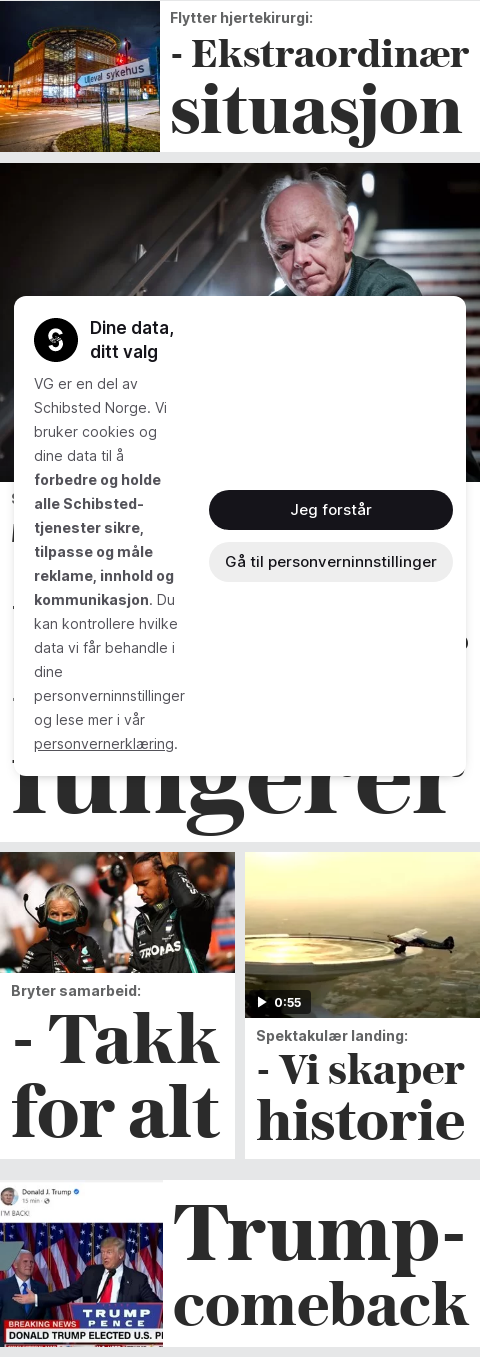 Flytter hjertekirurgi:
- Ekstraordinær
situasjon
Ullevål sykehus
Dine data,
ditt valg
VG er en del av
Schibsted Norge. Vi
bruker cookies og
dine data til å
forbedre og holde
alle Schibsted-
tjenester sikre,
tilpasse og måle
reklame, innhold og
kommunikasjon. Du
kan kontrollere hvilke
data vi får behandle i
dine
personverninnstillinger
og lese mer i vår
personvernerklæring.
Jeg forstår
Gå til personverninnstillinger
fungerer
PETRONAS
0:55
Bryter samarbeid:
- Takk
for alt
Spektakulær landing:
- Vi skaper
historie
Donald J. Trump
15 min
I'M BACK!
TRUMP
PENCE
BREAKING NEWS
DONALD TRUMP ELECTED U.S. P
Trump-
comeback